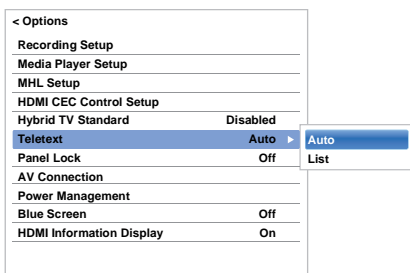 < Options
Recording Setup
Media Player Setup
MHL Setup
HDMI CEC Control Setup
Hybrid TV Standard Disabled
Teletext Auto
Auto
Panel Lock Off
List
AV Connection
Power Management
Blue Screen Off
HDMI Information Display On